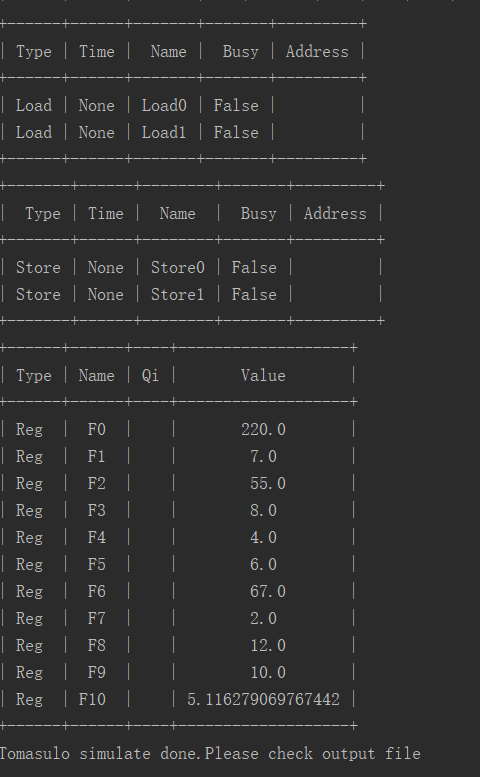 +------+------+-------+-------+---------+
| Type | Time |  Name |  Busy | Address |
+------+------+-------+-------+---------+
| Load | None | Load0 | False |         |
| Load | None | Load1 | False |         |
+------+------+-------+-------+---------+
+-------+------+--------+-------+---------+
|  Type | Time |  Name  |  Busy | Address |
+-------+------+--------+-------+---------+
| Store | None | Store0 | False |         |
| Store | None | Store1 | False |         |
+-------+------+--------+-------+---------+
+------+------+----+-------------------+
| Type | Name | Qi |       Value       |
+------+------+----+-------------------+
| Reg  |  F0  |    |       220.0       |
| Reg  |  F1  |    |        7.0        |
| Reg  |  F2  |    |        55.0       |
| Reg  |  F3  |    |        8.0        |
| Reg  |  F4  |    |        4.0        |
| Reg  |  F5  |    |        6.0        |
| Reg  |  F6  |    |        67.0       |
| Reg  |  F7  |    |        2.0        |
| Reg  |  F8  |    |        12.0       |
| Reg  |  F9  |    |        10.0       |
| Reg  | F10  |    | 5.116279069767442 |
+------+------+----+-------------------+
Tomasulo simulate done.Please check output file